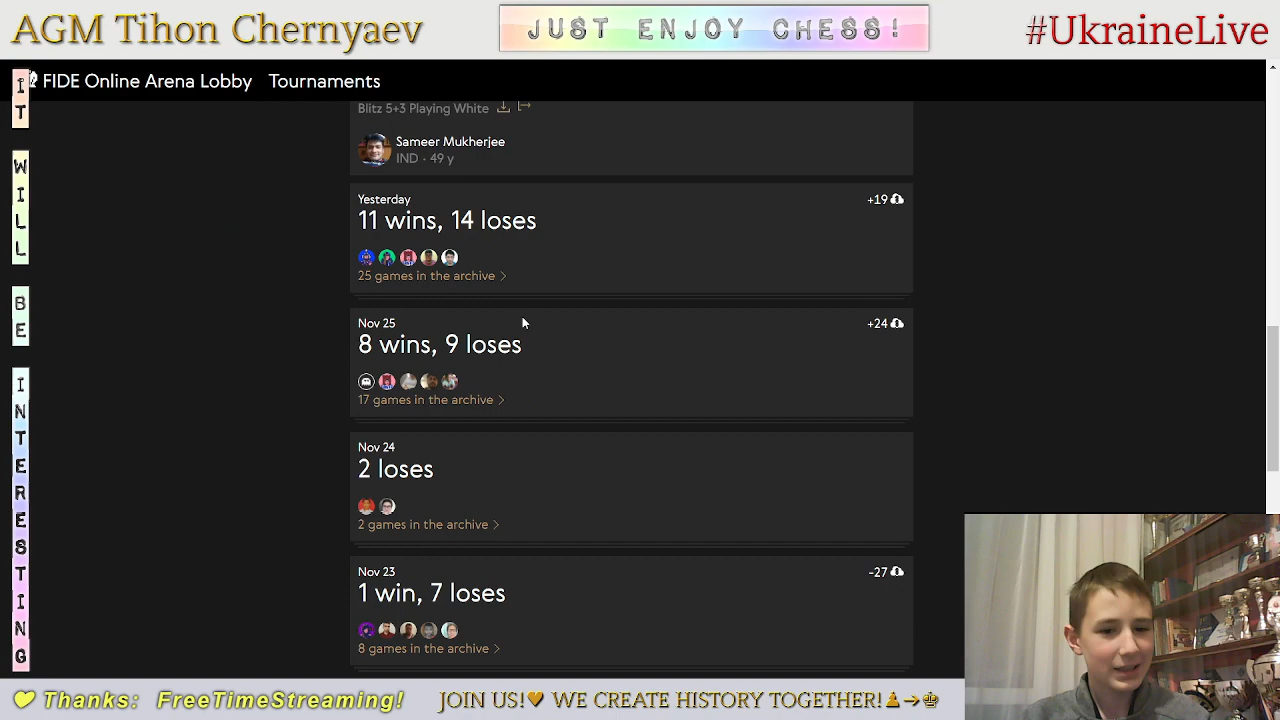 AGM Tihon Chernyaev
JUST ENJOY CHESS!
#UkraineLive
FIDE Online Arena Lobby Tournaments
IT WILL BE INTERESTING
Blitz 5+3 Playing White
Sameer Mukherjee
IND · 49 y
Yesterday +19
11 wins, 14 loses
25 games in the archive >
Nov 25 +24
8 wins, 9 loses
17 games in the archive >
Nov 24
2 loses
2 games in the archive >
Nov 23 -27
1 win, 7 loses
8 games in the archive >
Thanks: FreeTimeStreaming! JOIN US!🧡 WE CREATE HISTORY TOGETHER!♟→♚